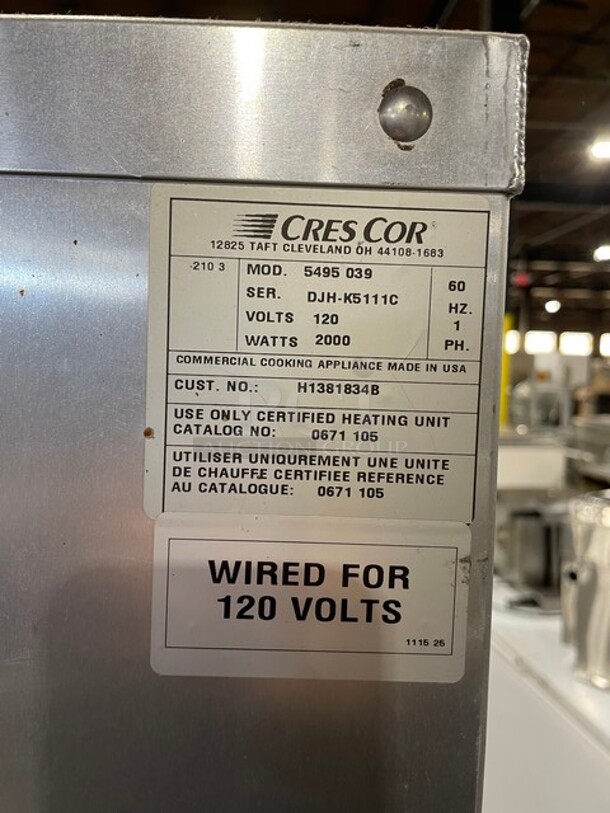 CRES COR®
12825 TAFT CLEVELAND OH 44108-1683
-210 3
MOD. 5495 039
SER. DJH-K5111C
VOLTS 120
WATTS 2000
60
HZ.
1
PH.
COMMERCIAL COOKING APPLIANCE MADE IN USA
CUST. NO.: H1381834B
USE ONLY CERTIFIED HEATING UNIT
CATALOG NO: 0671 105
AUCTION GROUP
UTILISER UNIQUREMENT UNE UNITE
DE CHAUFFE CERTIFIEE REFERENCE
AU CATALOGUE: 0671 105
WIRED FOR
120 VOLTS
1115 25